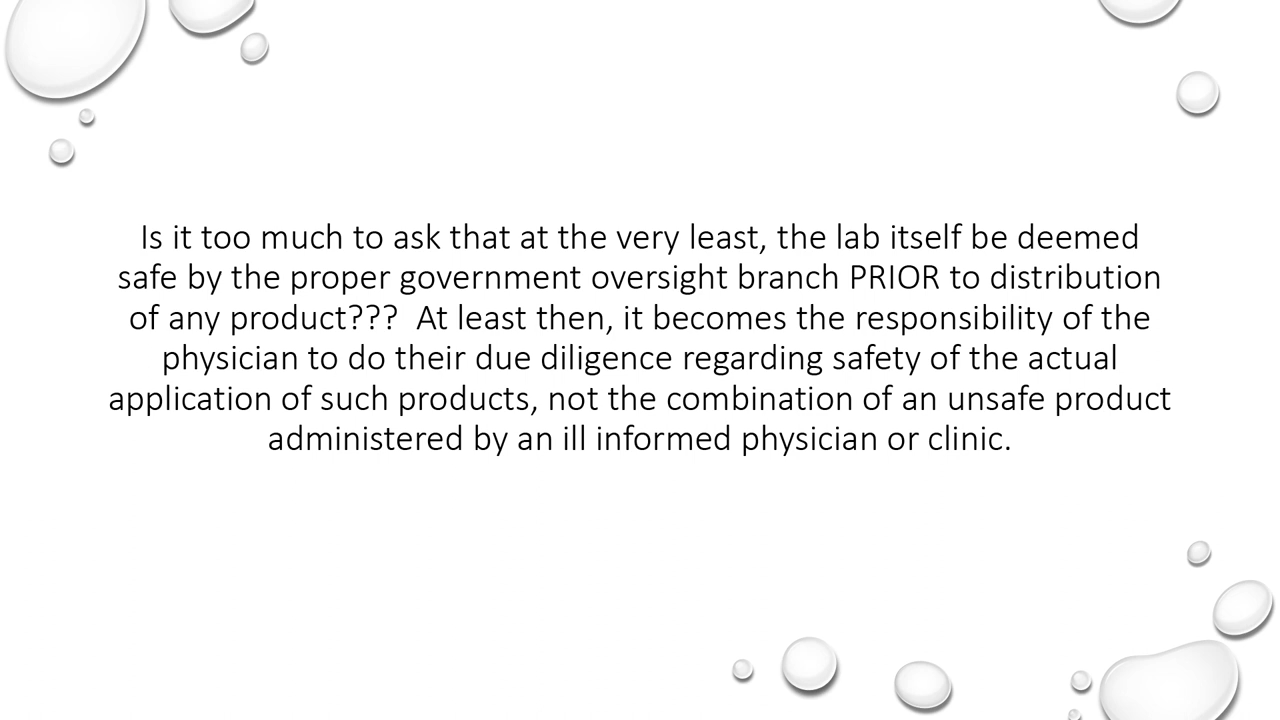 Is it too much to ask that at the very least, the lab itself be deemed
safe by the proper government oversight branch PRIOR to distribution
of any product???  At least then, it becomes the responsibility of the
physician to do their due diligence regarding safety of the actual
application of such products, not the combination of an unsafe product
administered by an ill informed physician or clinic.